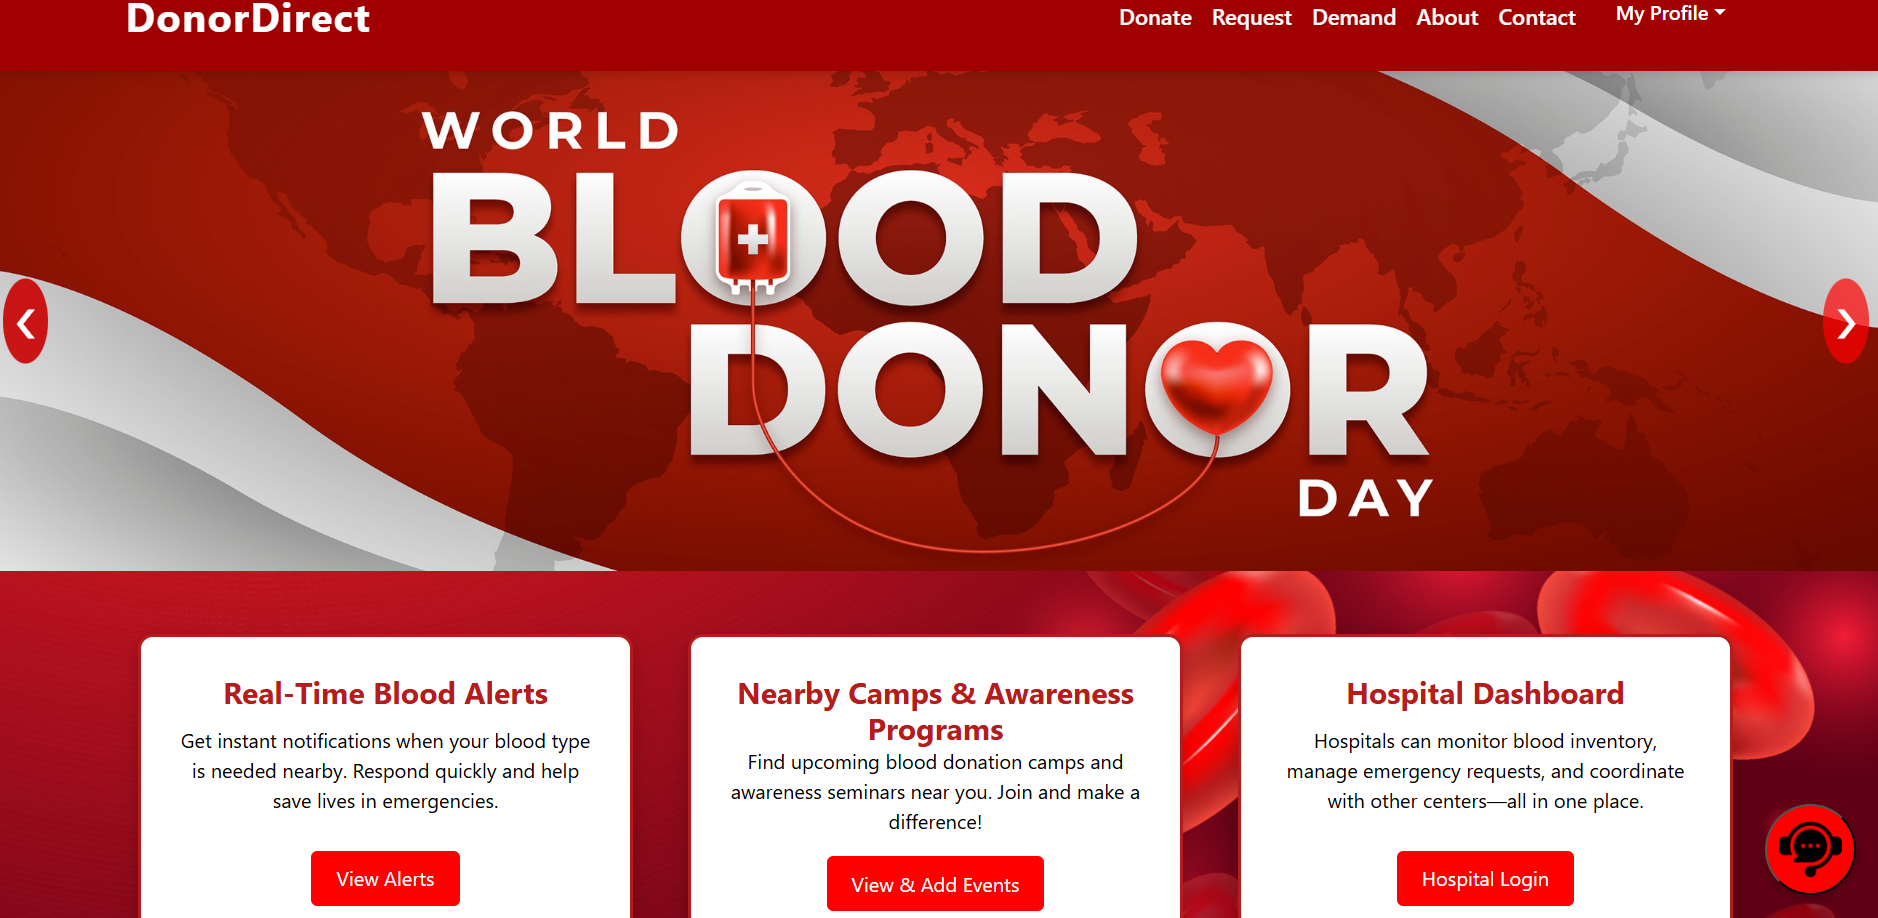 DonorDirect
Donate Request Demand About Contact My Profile
WORLD
BLOOD
DONOR
DAY
Real-Time Blood Alerts
Get instant notifications when your blood type
is needed nearby. Respond quickly and help
save lives in emergencies.
View Alerts
Nearby Camps & Awareness
Programs
Find upcoming blood donation camps and
awareness seminars near you. Join and make a
difference!
View & Add Events
Hospital Dashboard
Hospitals can monitor blood inventory,
manage emergency requests, and coordinate
with other centers—all in one place.
Hospital Login